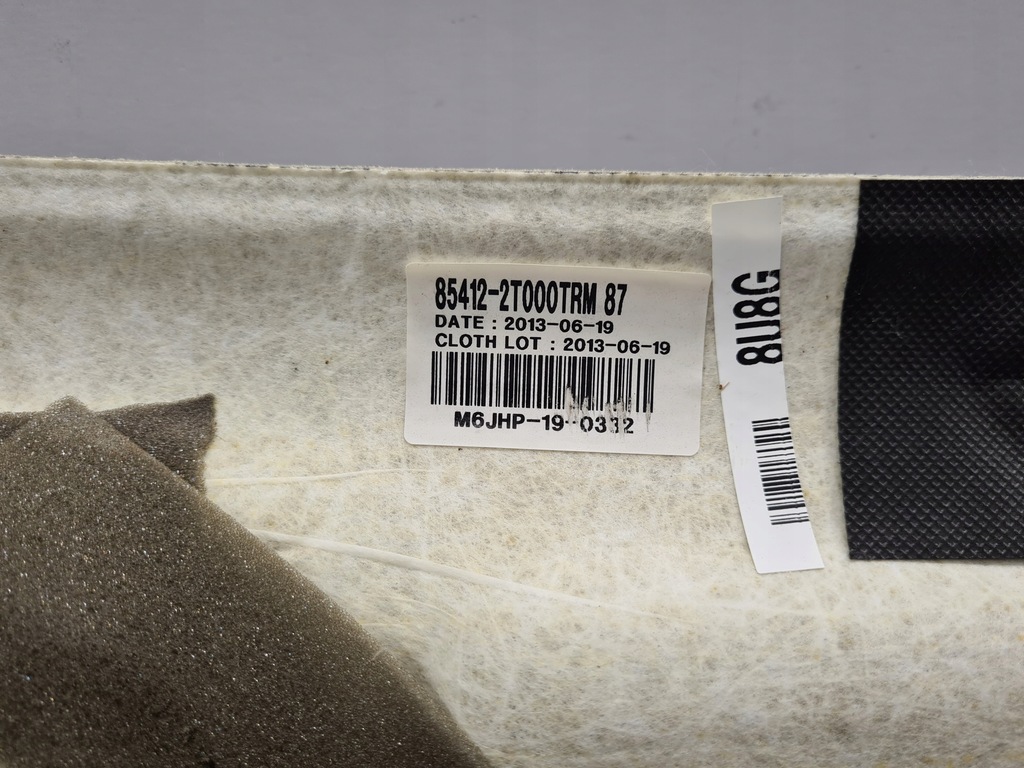 85412-2T000TRM 87
DATE : 2013-06-19
CLOTH LOT : 2013-06-19
M6JHP-19-0332
8U8G